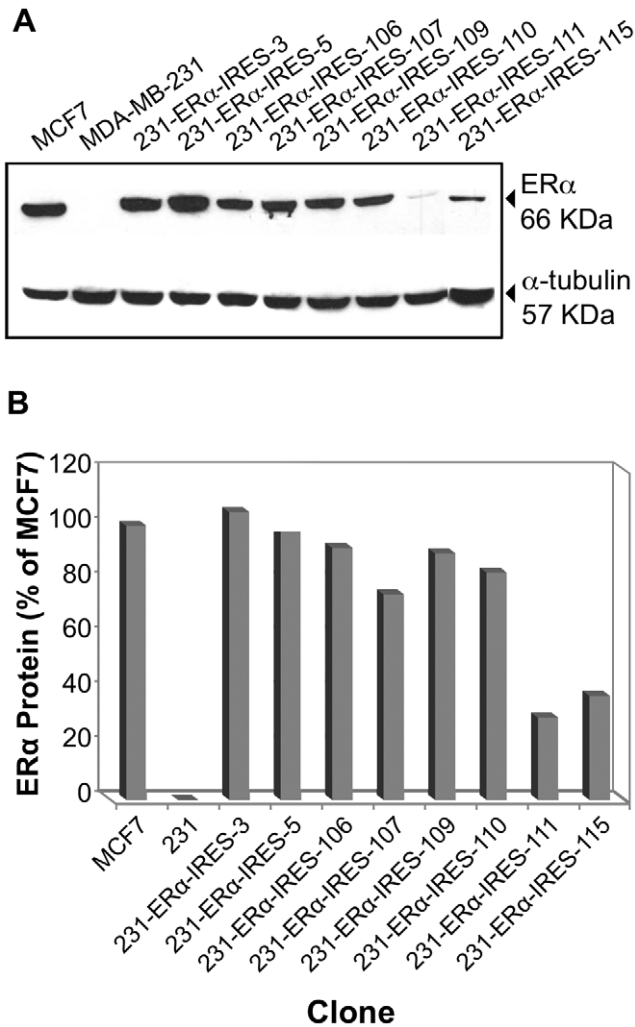 A
MCF7
MDA-MB-231
231-ERα-IRES-3
231-ERα-IRES-5
231-ERα-IRES-106
231-ERα-IRES-107
231-ERα-IRES-109
231-ERα-IRES-110
231-ERα-IRES-111
231-ERα-IRES-115
ERα
66 KDa
α-tubulin
57 KDa
B
ERα Protein (% of MCF7)
120
100
80
60
40
20
0
MCF7
231
231-ERα-IRES-3
231-ERα-IRES-5
231-ERα-IRES-106
231-ERα-IRES-107
231-ERα-IRES-109
231-ERα-IRES-110
231-ERα-IRES-111
231-ERα-IRES-115
Clone